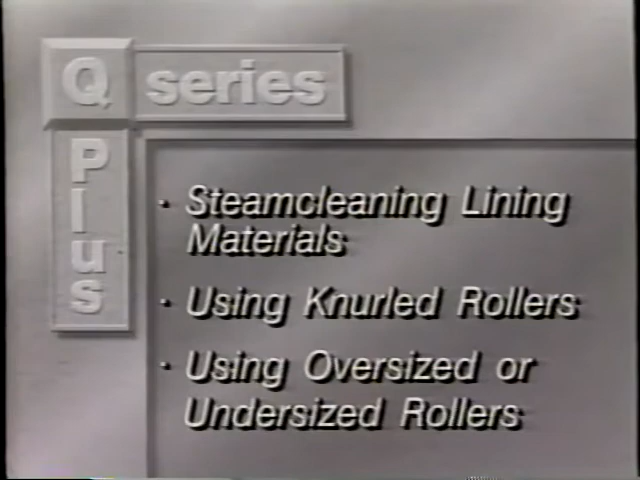 Q series
Plus
· Steamcleaning Lining
Materials
· Using Knurled Rollers
· Using Oversized or
Undersized Rollers